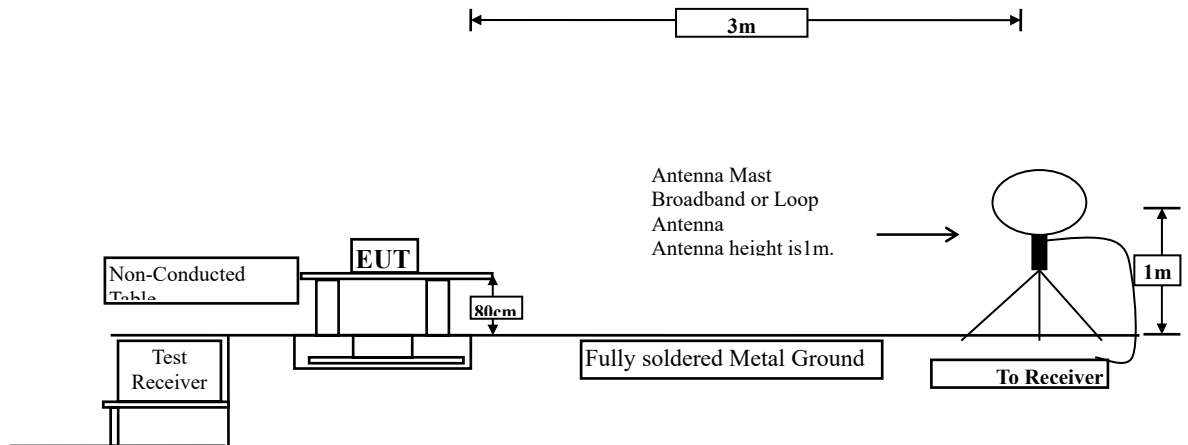 3m
Antenna Mast
Broadband or Loop
Antenna
Antenna height is1m.
EUT
Non-Conducted
Table
80cm
1m
Test
Receiver
Fully soldered Metal Ground
To Receiver